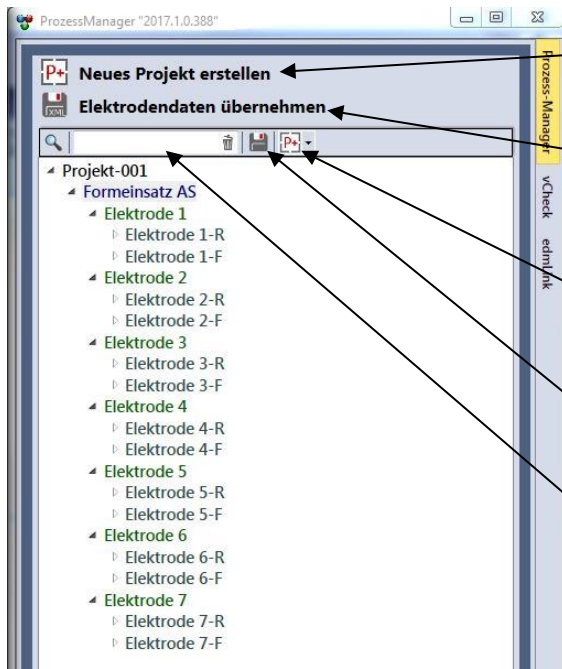 ProzessManager "2017.1.0.388"
P+ Neues Projekt erstellen
XML Elektrodendaten übernehmen
P+
Projekt-001
Formeinsatz AS
Elektrode 1
Elektrode 1-R
Elektrode 1-F
Elektrode 2
Elektrode 2-R
Elektrode 2-F
Elektrode 3
Elektrode 3-R
Elektrode 3-F
Elektrode 4
Elektrode 4-R
Elektrode 4-F
Elektrode 5
Elektrode 5-R
Elektrode 5-F
Elektrode 6
Elektrode 6-R
Elektrode 6-F
Elektrode 7
Elektrode 7-R
Elektrode 7-F
Prozess-Manager
vCheck
edmLink